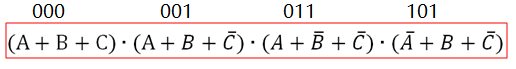 000 001 011 101
(A + B + C) · (A + B + C̄) · (A + B̄ + C̄) · (Ā + B + C̄)